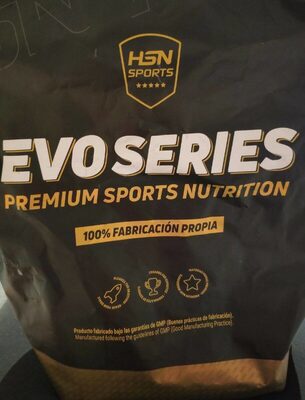 HSN
SPORTS
EVO SERIES
PREMIUM SPORTS NUTRITION
100% FABRICACIÓN PROPIA
Producto fabricado bajo las garantías de GMP (Buenas prácticas de fabricación).
Manufactured following the guidelines of GMP (Good Manufacturing Practice).